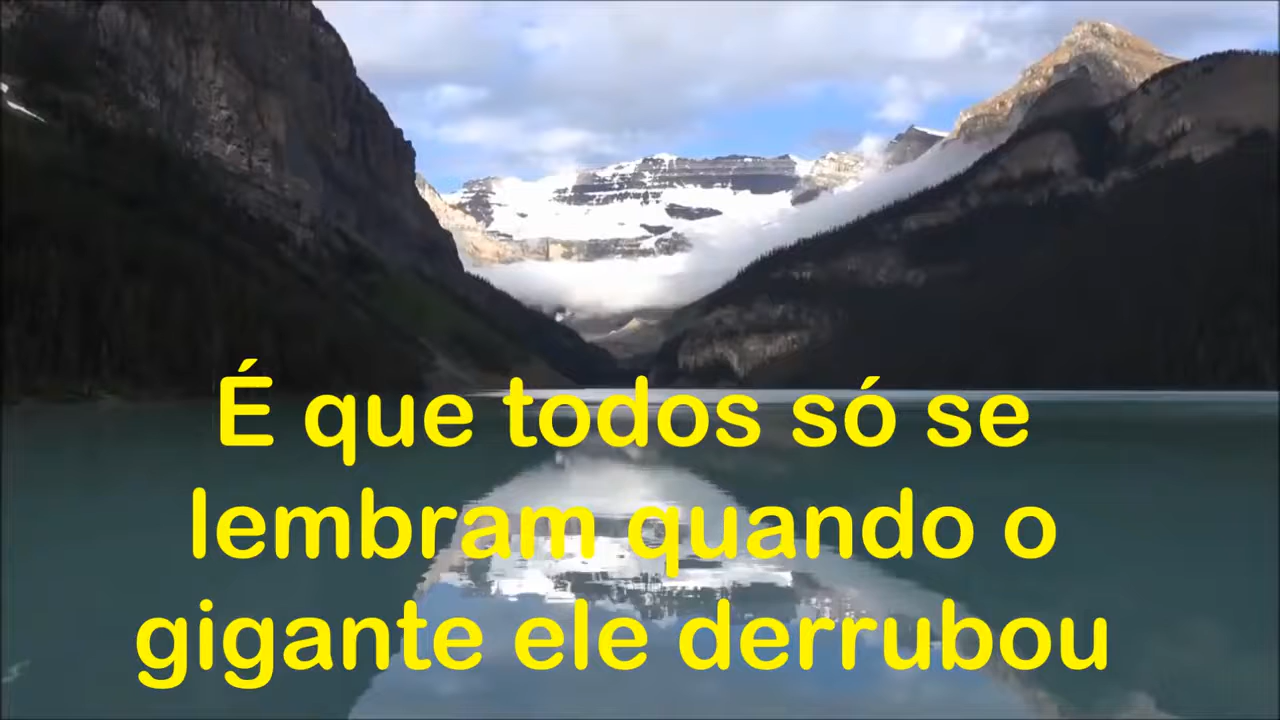 É que todos só se
lembram quando o
gigante ele derrubou